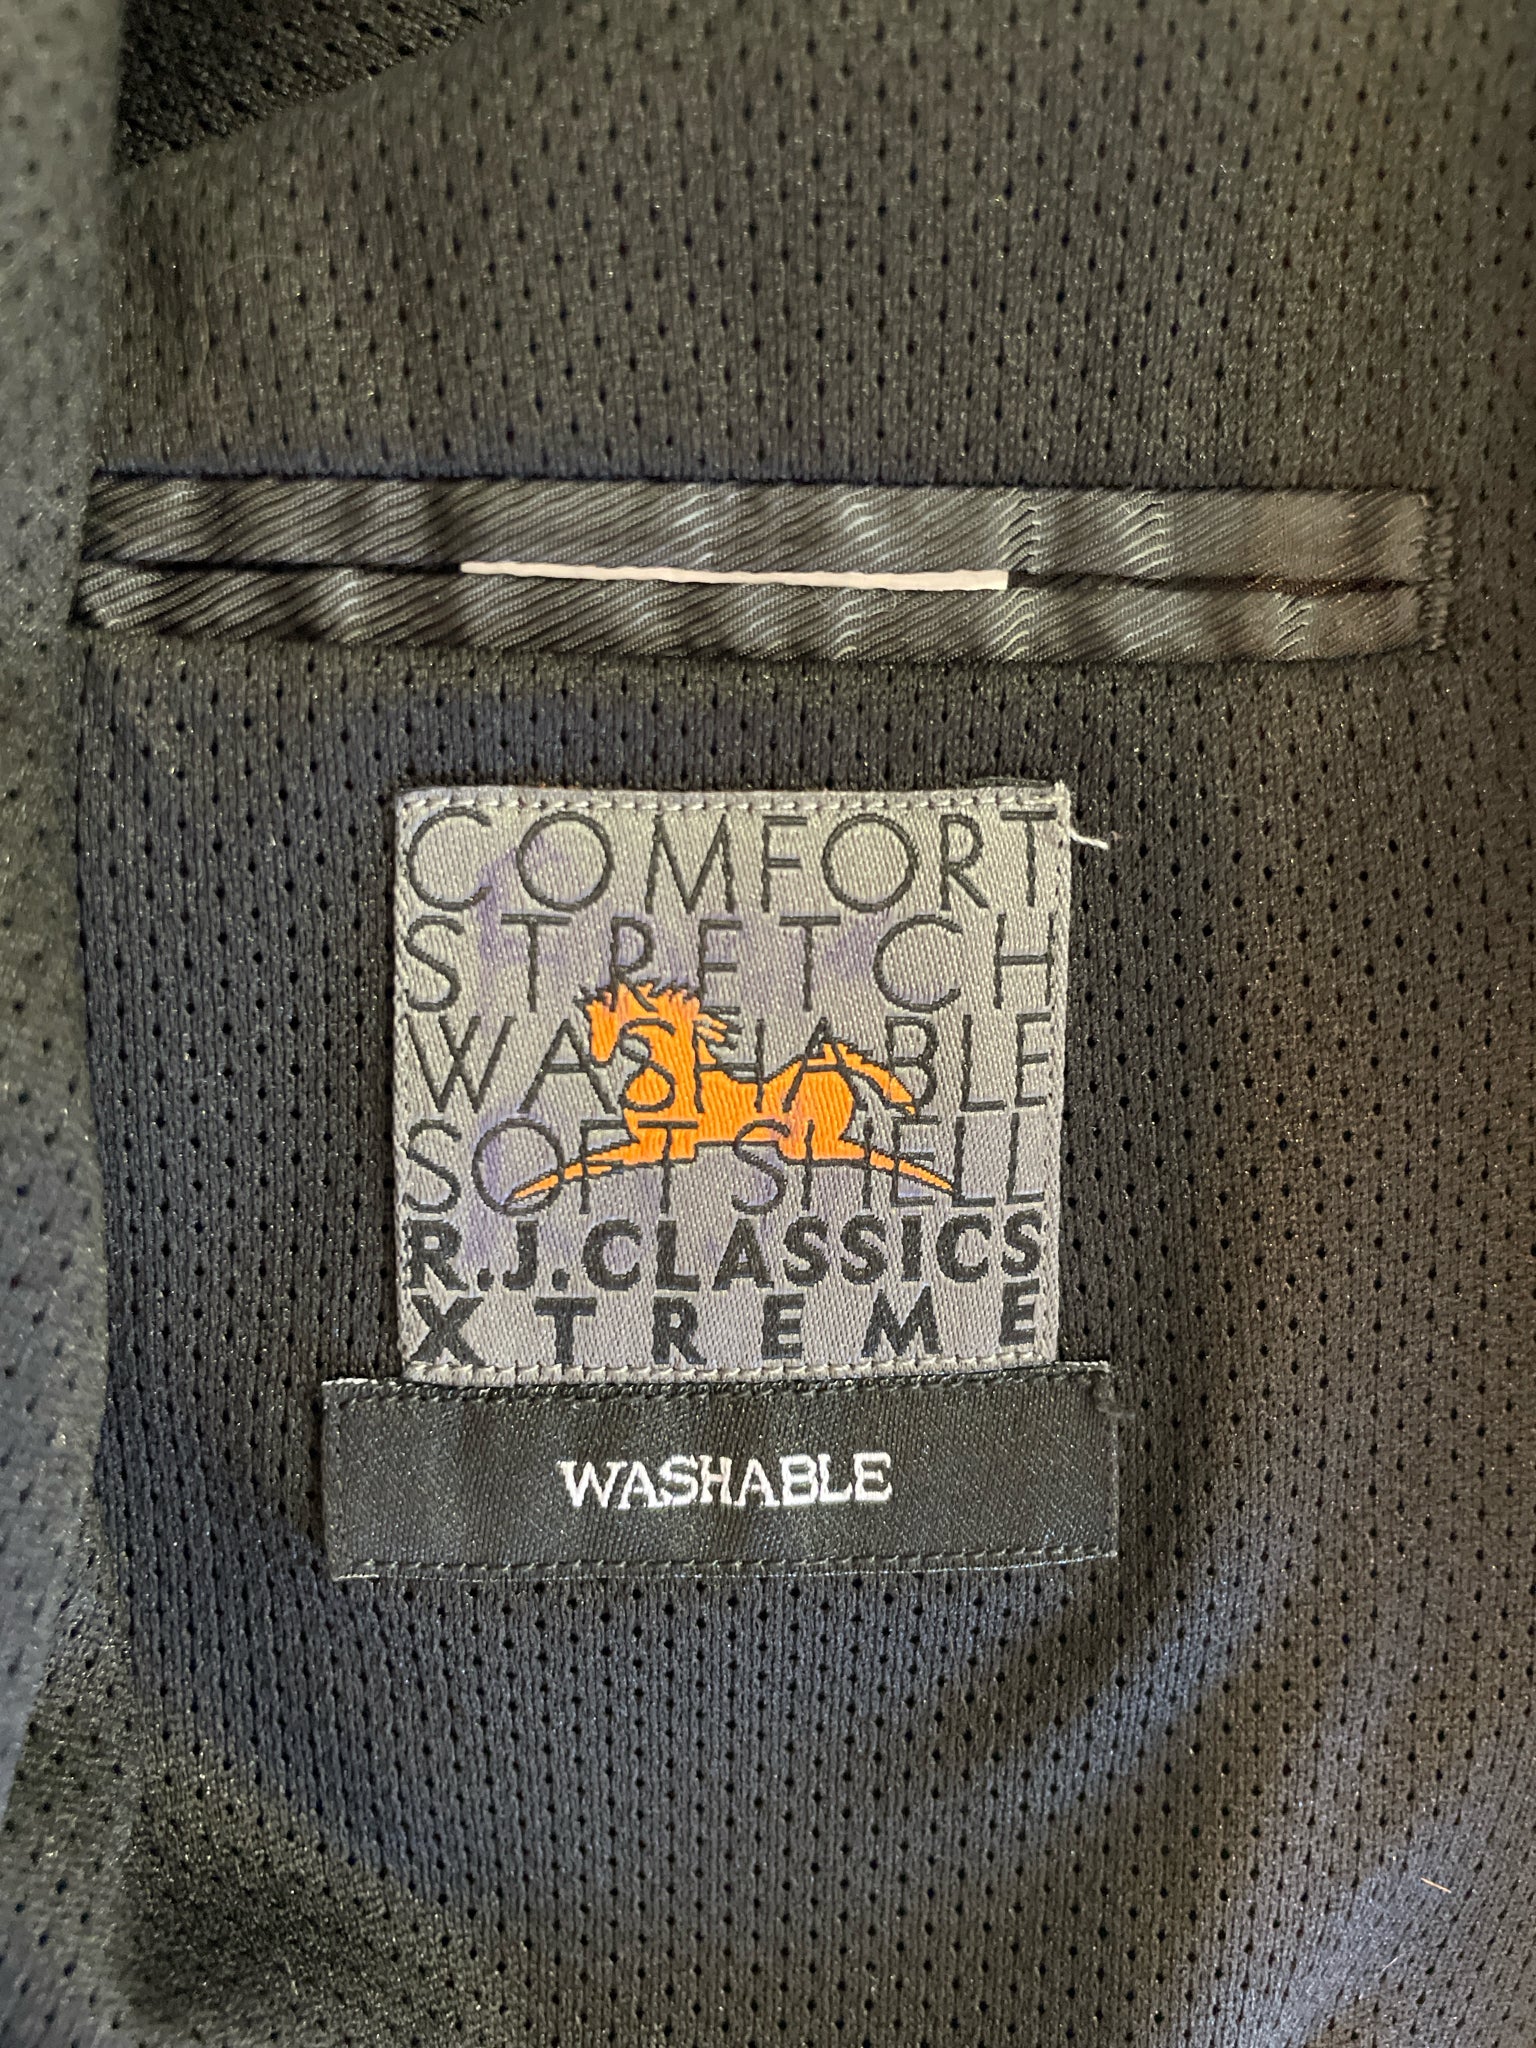 COMFORT
STRETCH
WASHABLE
SOFT SHELL
R.J.CLASSICS
XTREME
WASHABLE